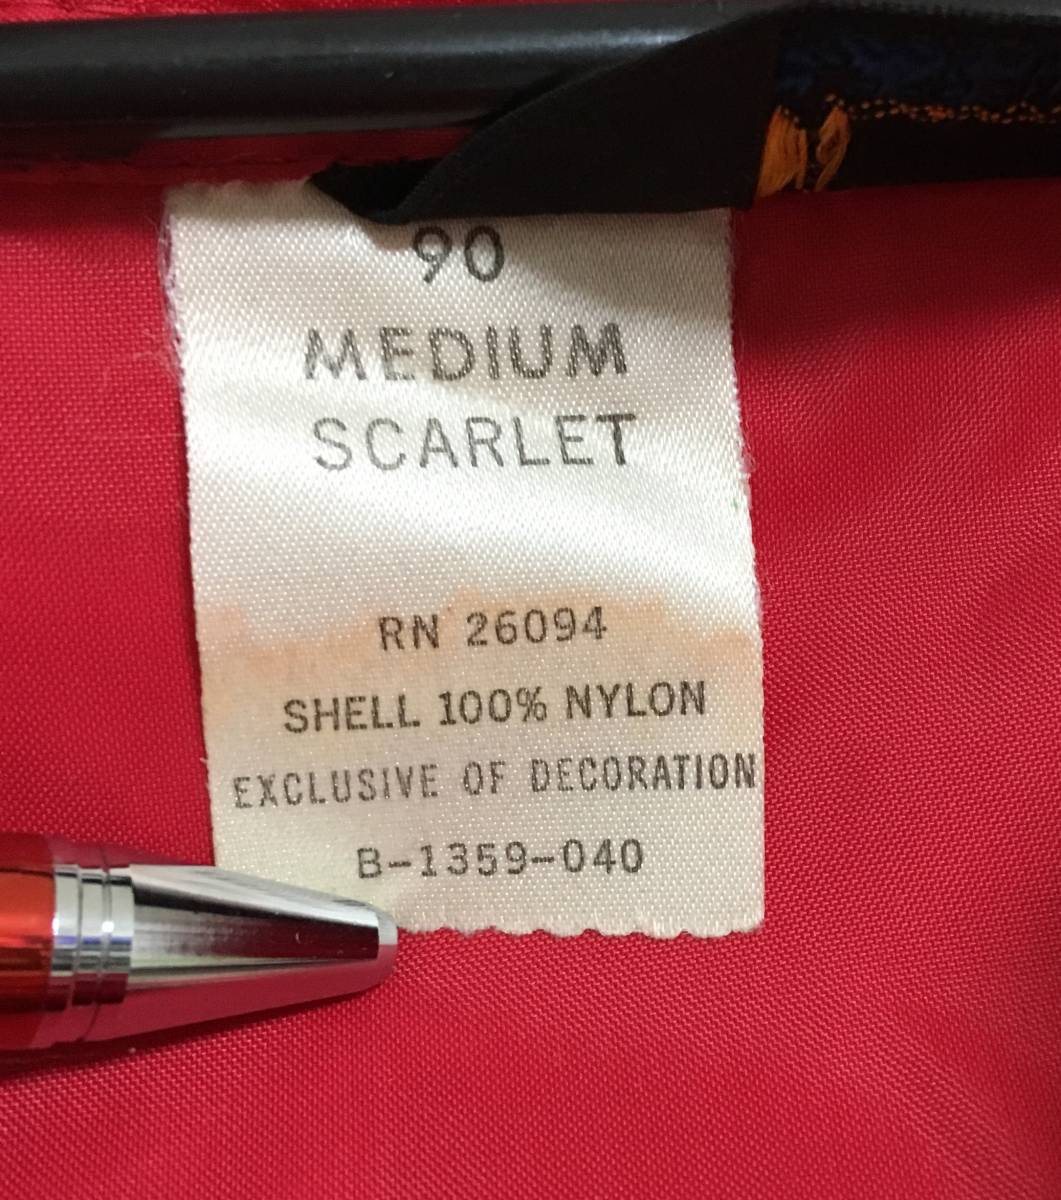 90
MEDIUM
SCARLET
RN 26094
SHELL 100% NYLON
EXCLUSIVE OF DECORATION
B-1359-040